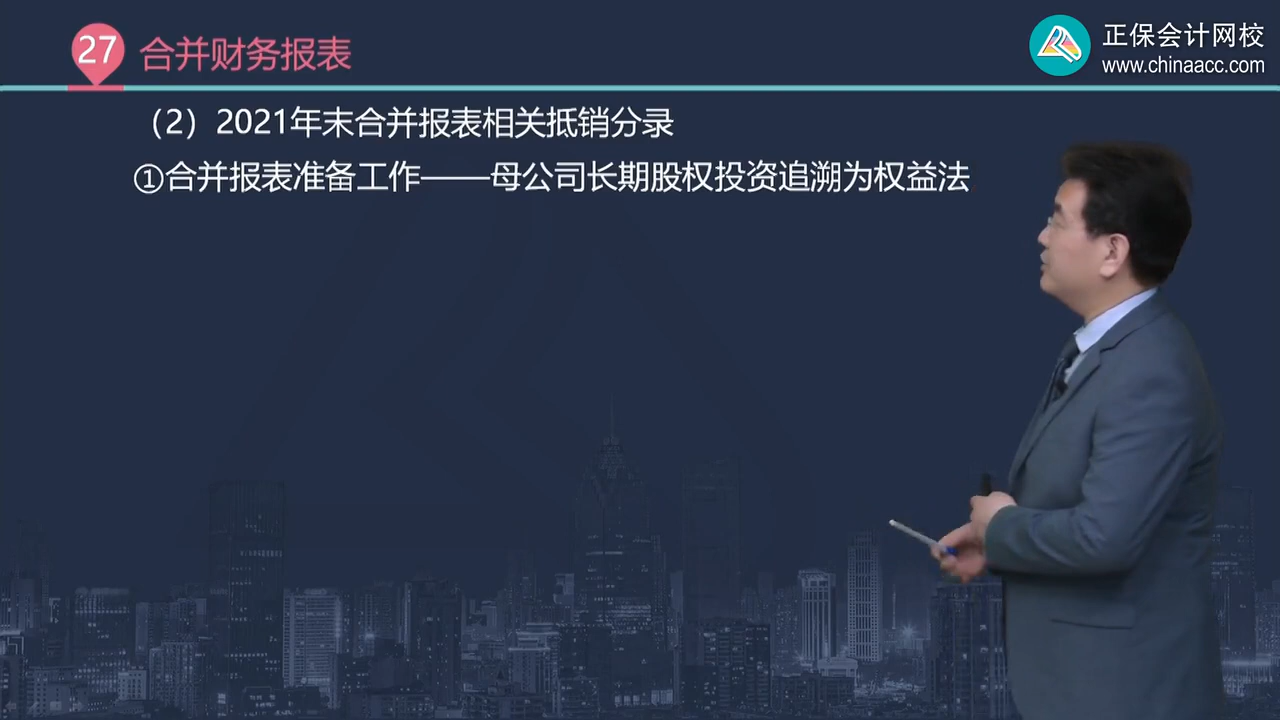 27 合并财务报表
正保会计网校
www.chinaacc.com
（2）2021年末合并报表相关抵销分录
①合并报表准备工作——母公司长期股权投资追溯为权益法